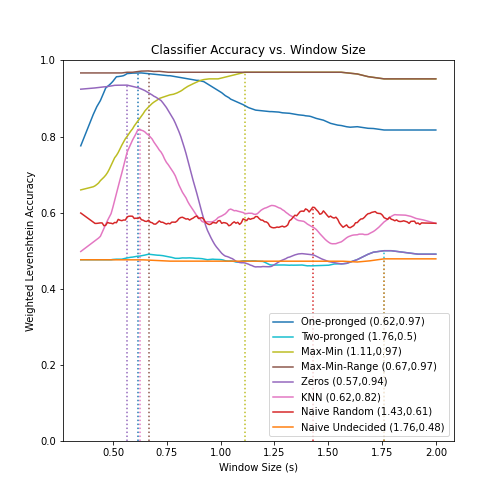 Classifier Accuracy vs. Window Size
1.0
0.8
0.6
0.4
0.2
0.0
Weighted Levenshtein Accuracy
One-pronged (0.62,0.97)
Two-pronged (1.76,0.5)
Max-Min (1.11,0.97)
Max-Min-Range (0.67,0.97)
Zeros (0.57,0.94)
KNN (0.62,0.82)
Naive Random (1.43,0.61)
Naive Undecided (1.76,0.48)
0.50 0.75 1.00 1.25 1.50 1.75 2.00
Window Size (s)